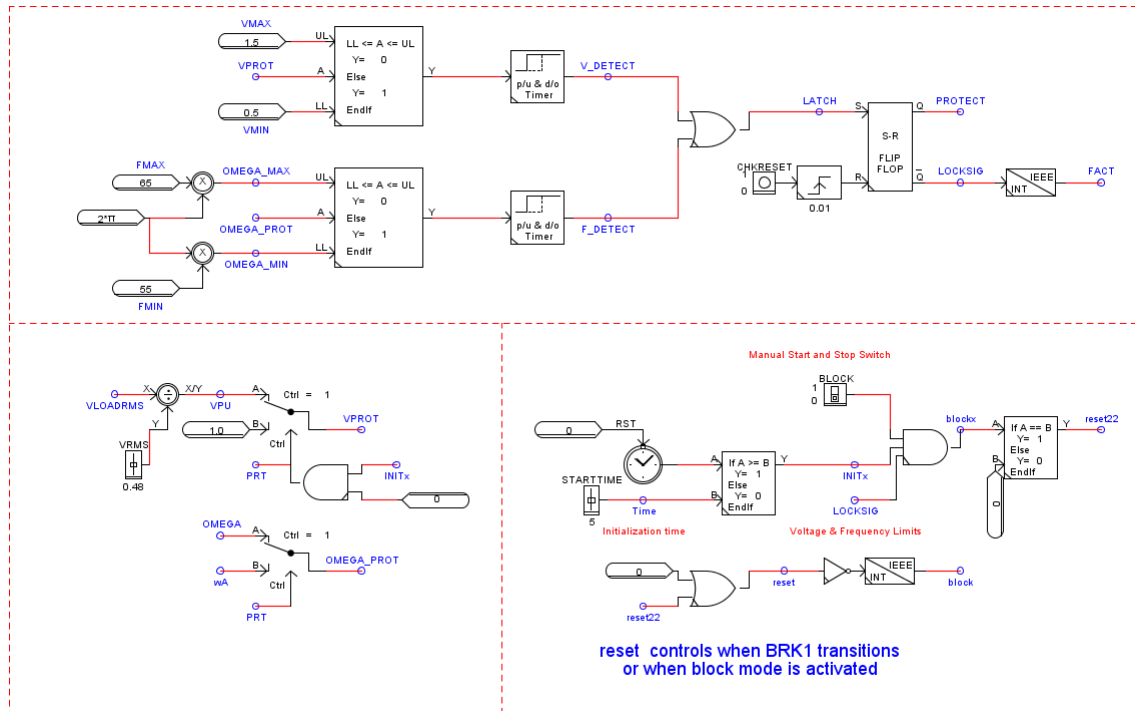 VMAX
1.5
UL
VPROT
A
0.5
LL
VMIN
LL <= A <= UL
Y= 0
Else
Y= 1
EndIf
Y
p/u & d/o
Timer
V_DETECT
FMAX
65
X
OMEGA_MAX
UL
2*π
A
OMEGA_PROT
X
OMEGA_MIN
LL
55
FMIN
LL <= A <= UL
Y= 0
Else
Y= 1
EndIf
Y
p/u & d/o
Timer
F_DETECT
LATCH
S
Q
PROTECT
S-R
FLIP
FLOP
CHKRESET
1
0
0.01
R
Q
LOCKSIG
IEEE
INT
FACT
VLOADRMS
X
÷
X/Y
VPU
Y
VRMS
0.48
A
Ctrl = 1
VPROT
1.0
B
Ctrl
PRT
INITx
0
OMEGA
A
Ctrl = 1
OMEGA_PROT
wA
B
Ctrl
PRT
Manual Start and Stop Switch
BLOCK
1
0
0
RST
STARTTIME
5
Time
A
B
If A >= B
Y= 1
Else
Y= 0
EndIf
Y
INITx
LOCKSIG
blockx
A
B
0
If A == B
Y= 1
Else
Y= 0
EndIf
Y
reset22
Initialization time
Voltage & Frequency Limits
0
reset22
reset
IEEE
INT
block
reset controls when BRK1 transitions
or when block mode is activated